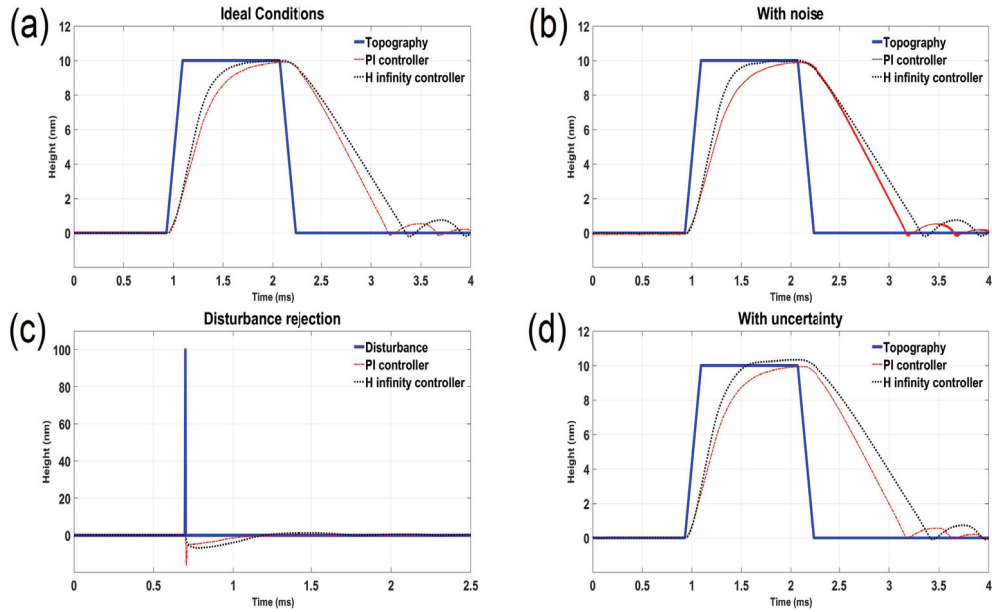 (a)
Ideal Conditions
Topography
PI controller
H infinity controller
Height (nm)
12
10
8
6
4
2
0
0 0.5 1 1.5 2 2.5 3 3.5 4
Time (ms)
(b)
With noise
Topography
PI controller
H infinity controller
Height (nm)
12
10
8
6
4
2
0
0 0.5 1 1.5 2 2.5 3 3.5 4
Time (ms)
(c)
Disturbance rejection
Disturbance
PI controller
H infinity controller
Height (nm)
100
80
60
40
20
0
0 0.5 1 1.5 2 2.5
Time (ms)
(d)
With uncertainty
Topography
PI controller
H infinity controller
Height (nm)
12
10
8
6
4
2
0
0 0.5 1 1.5 2 2.5 3 3.5 4
Time (ms)